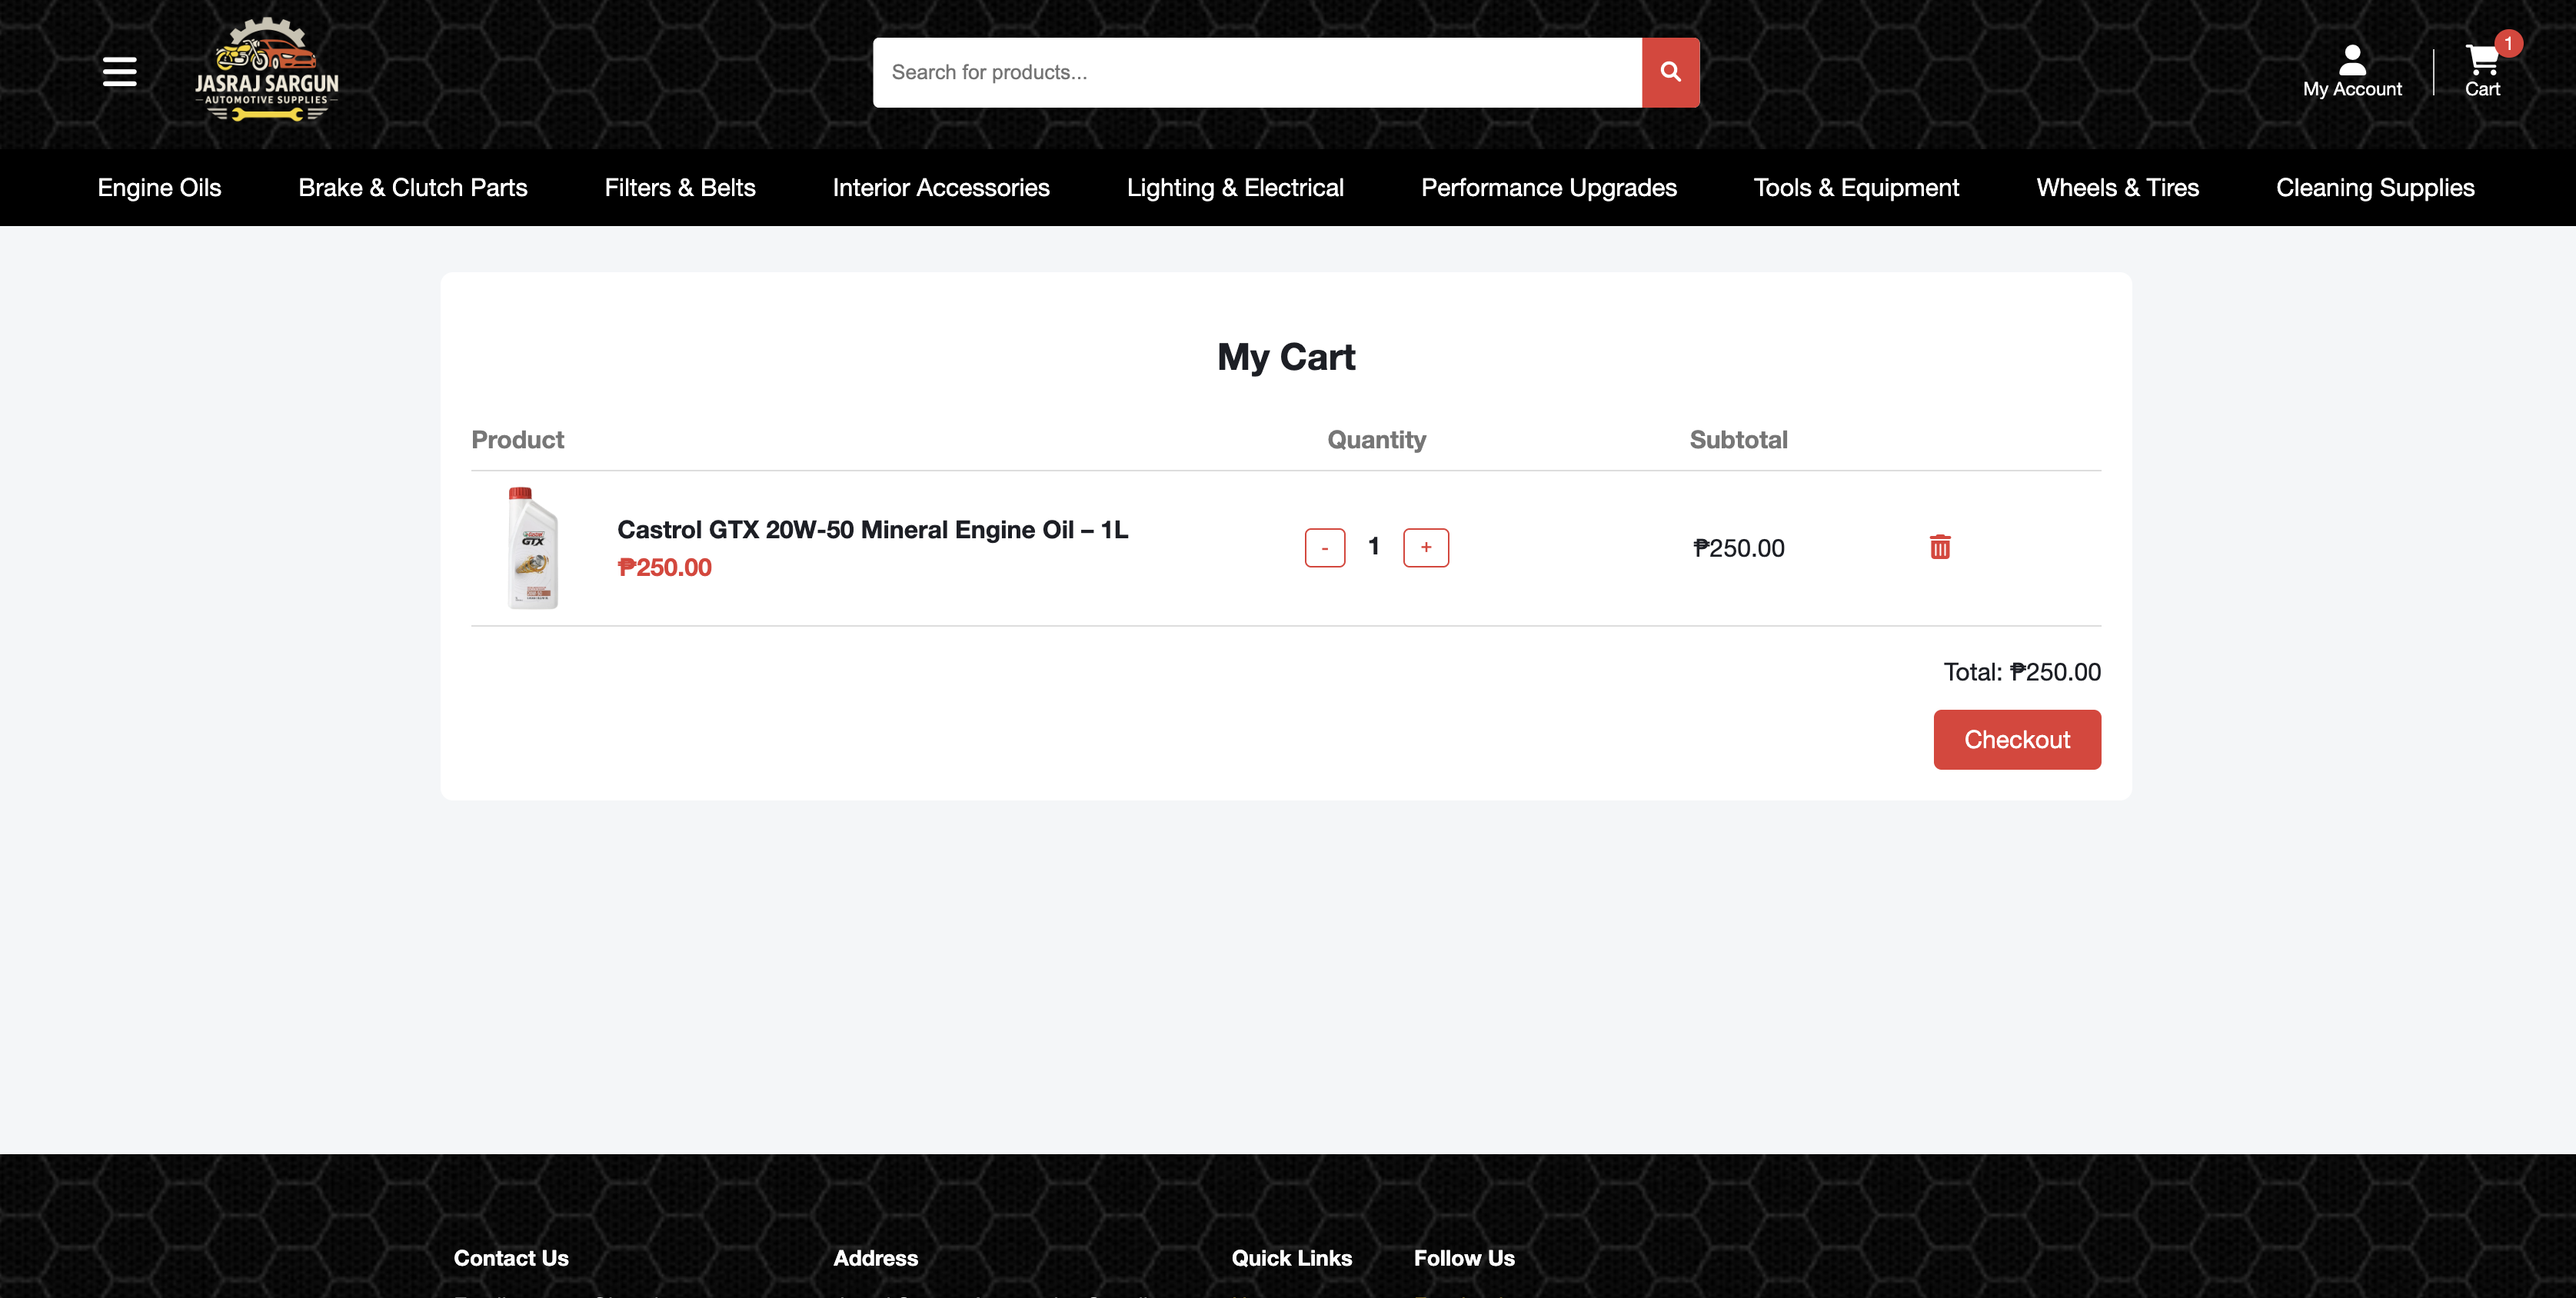 JASRAJ SARGUN
AUTOMOTIVE SUPPLIES
Search for products...
My Account
1
Cart
Engine Oils
Brake & Clutch Parts
Filters & Belts
Interior Accessories
Lighting & Electrical
Performance Upgrades
Tools & Equipment
Wheels & Tires
Cleaning Supplies
My Cart
Product Quantity Subtotal
Castrol GTX 20W-50 Mineral Engine Oil – 1L
₱250.00
- 1 +
₱250.00
GTX
Total: ₱250.00
Checkout
Contact Us
Address
Quick Links
Follow Us